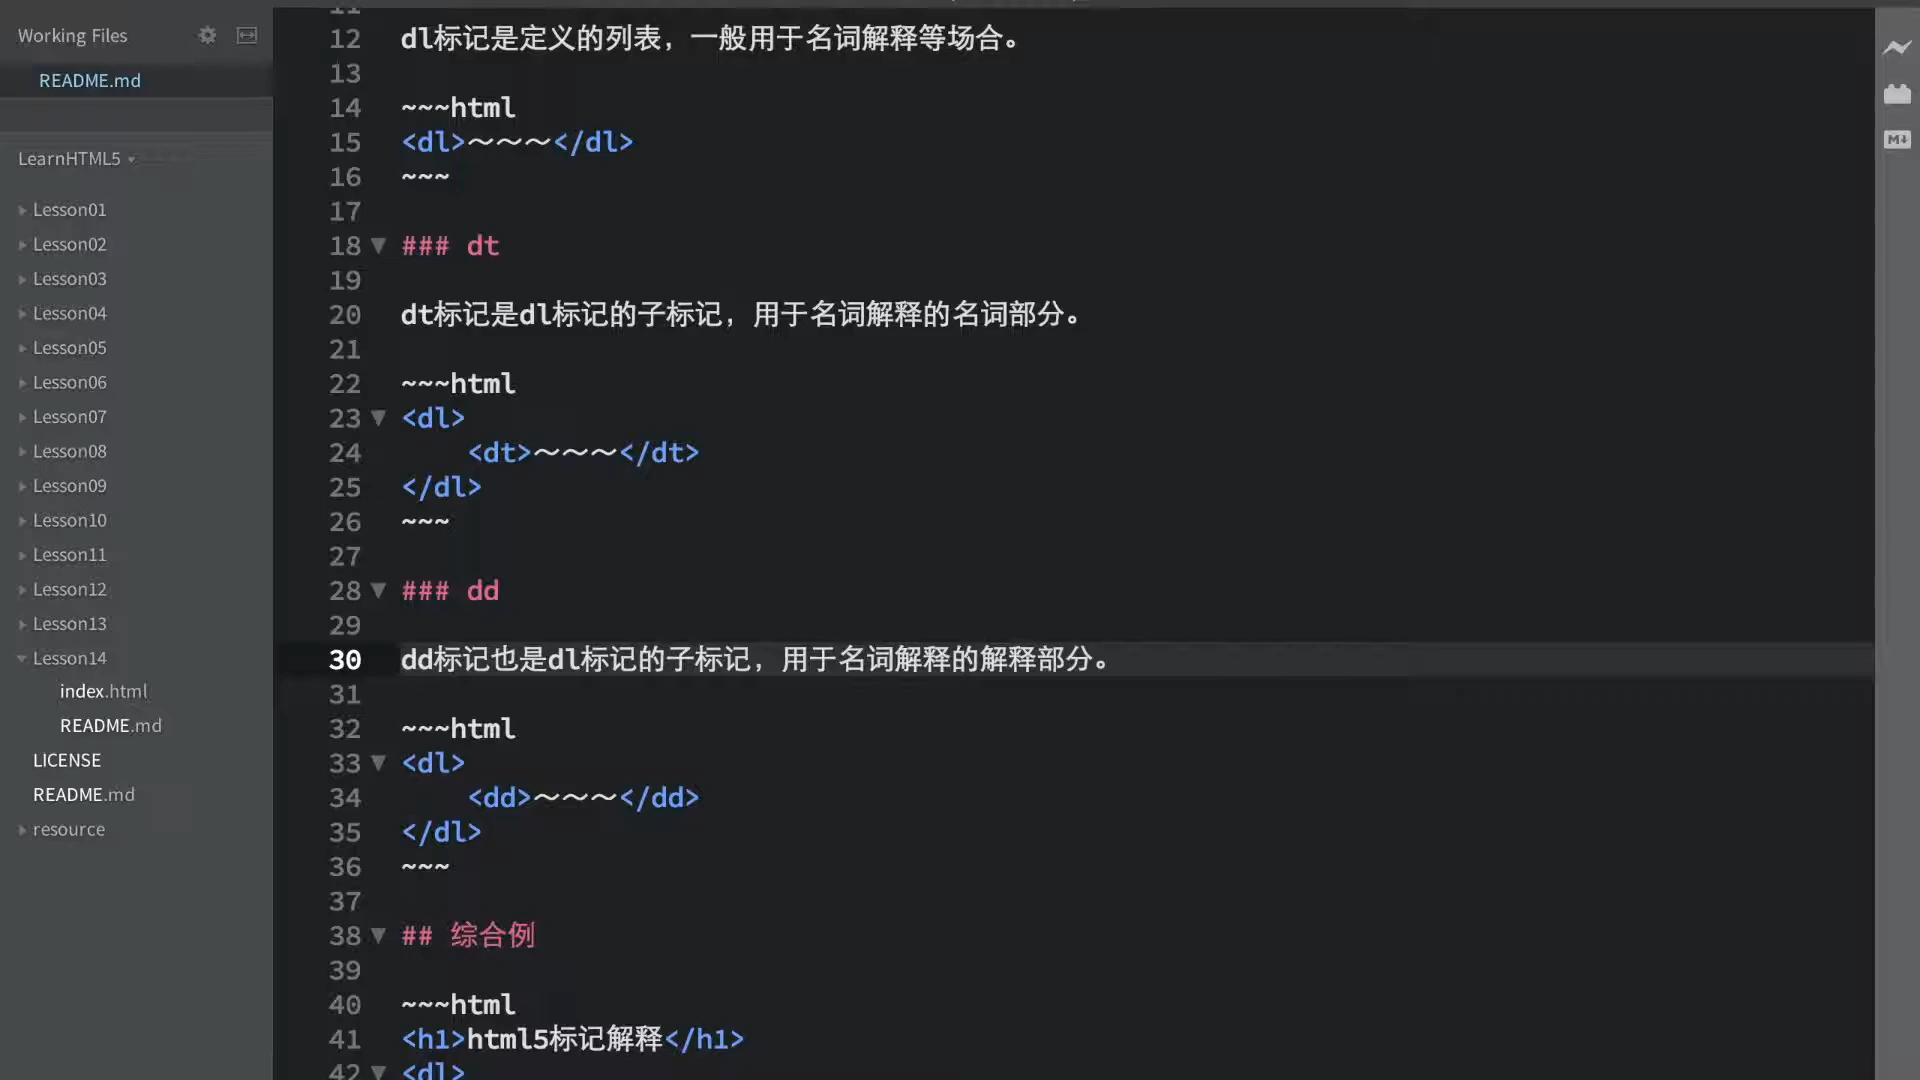 Working Files
README.md
LearnHTML5
Lesson01
Lesson02
Lesson03
Lesson04
Lesson05
Lesson06
Lesson07
Lesson08
Lesson09
Lesson10
Lesson11
Lesson12
Lesson13
Lesson14
index.html
README.md
LICENSE
README.md
resource
11
12 dl标记是定义的列表，一般用于名词解释等场合。
13
14 ~~~html
15 <dl>～～～</dl>
16 ~~~
17
18 ### dt
19
20 dt标记是dl标记的子标记，用于名词解释的名词部分。
21
22 ~~~html
23 <dl>
24 <dt>～～～</dt>
25 </dl>
26 ~~~
27
28 ### dd
29
30 dd标记也是dl标记的子标记，用于名词解释的解释部分。
31
32 ~~~html
33 <dl>
34 <dd>～～～</dd>
35 </dl>
36 ~~~
37
38 ## 综合例
39
40 ~~~html
41 <h1>html5标记解释</h1>
42 <dl>
M↓